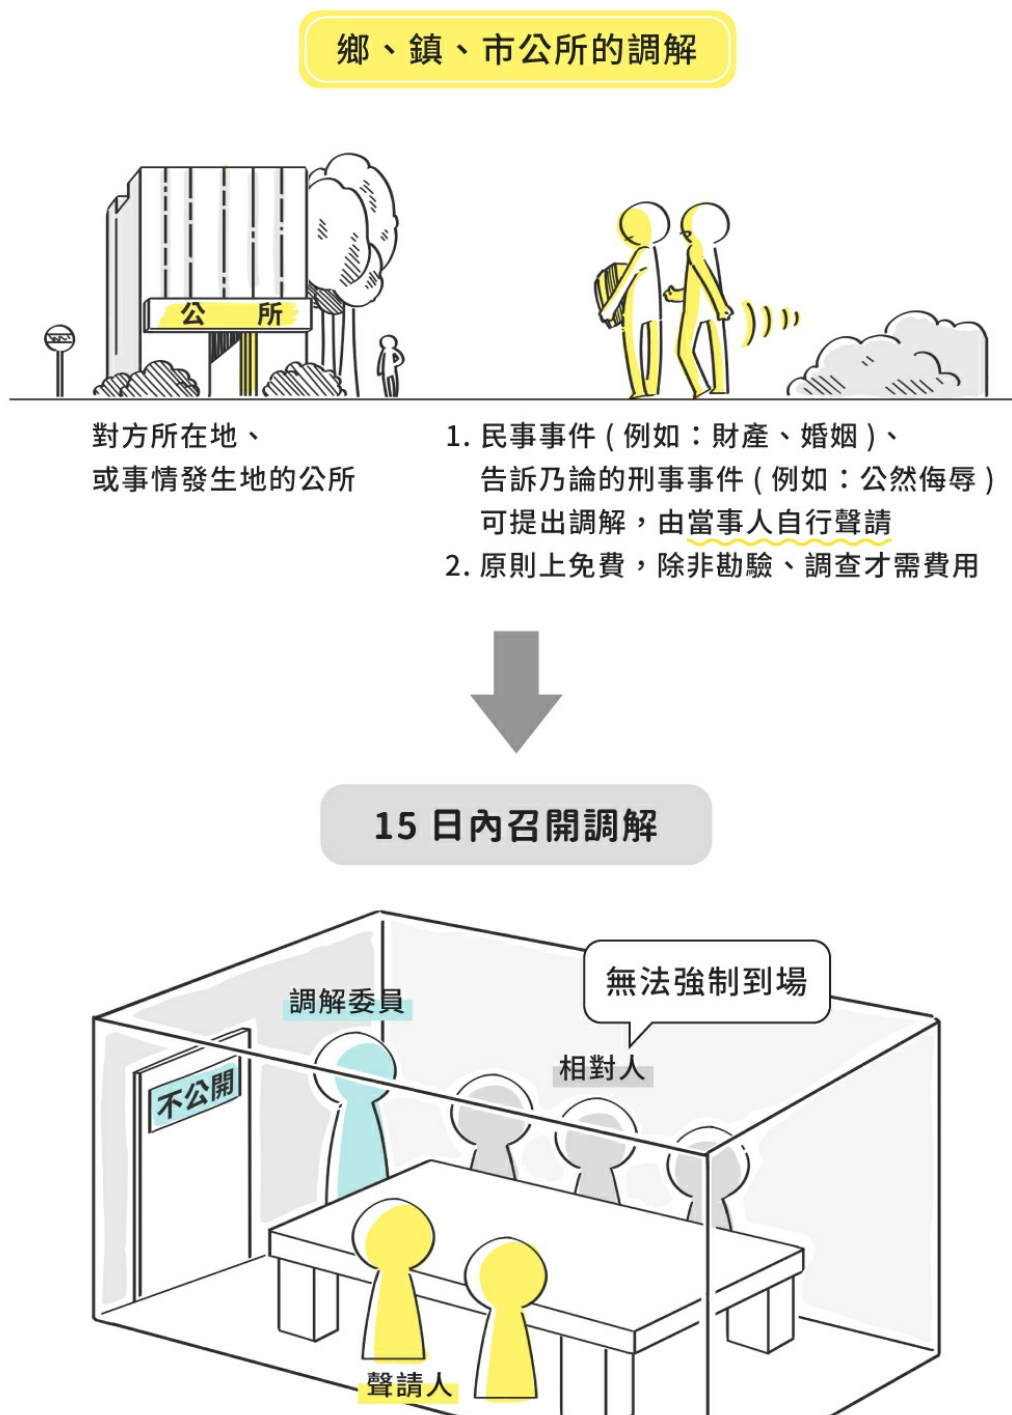 鄉、鎮、市公所的調解
公 所
對方所在地、
或事情發生地的公所
1. 民事事件 ( 例如：財產、婚姻 )、
告訴乃論的刑事事件 ( 例如：公然侮辱 )
可提出調解，由當事人自行聲請
2. 原則上免費，除非勘驗、調查才需費用
15 日內召開調解
無法強制到場
調解委員
相對人
不公開
聲請人